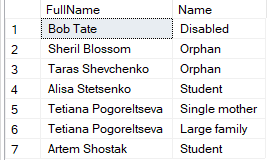 FullName Name
1 Bob Tate Disabled
2 Sheril Blossom Orphan
3 Taras Shevchenko Orphan
4 Alisa Stetsenko Student
5 Tetiana Pogoreltseva Single mother
6 Tetiana Pogoreltseva Large family
7 Artem Shostak Student